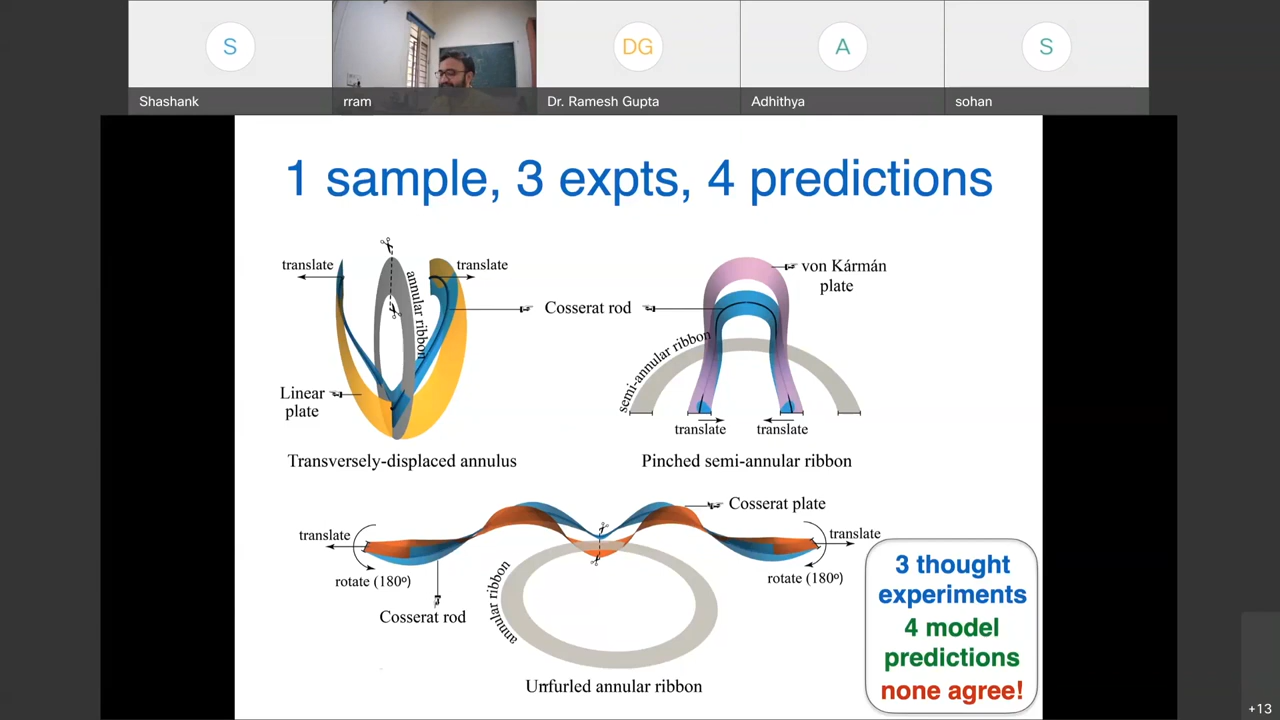 S
DG
A
S
Shashank
rram
Dr. Ramesh Gupta
Adhithya
sohan
1 sample, 3 expts, 4 predictions
translate
annular ribbon
translate
Cosserat rod
Linear
plate
Transversely-displaced annulus
von Kármán
plate
semi-annular ribbon
translate
translate
Pinched semi-annular ribbon
Cosserat plate
translate
rotate (180º)
Cosserat rod
annular ribbon
translate
rotate (180º)
Unfurled annular ribbon
3 thought
experiments
4 model
predictions
none agree!
+13